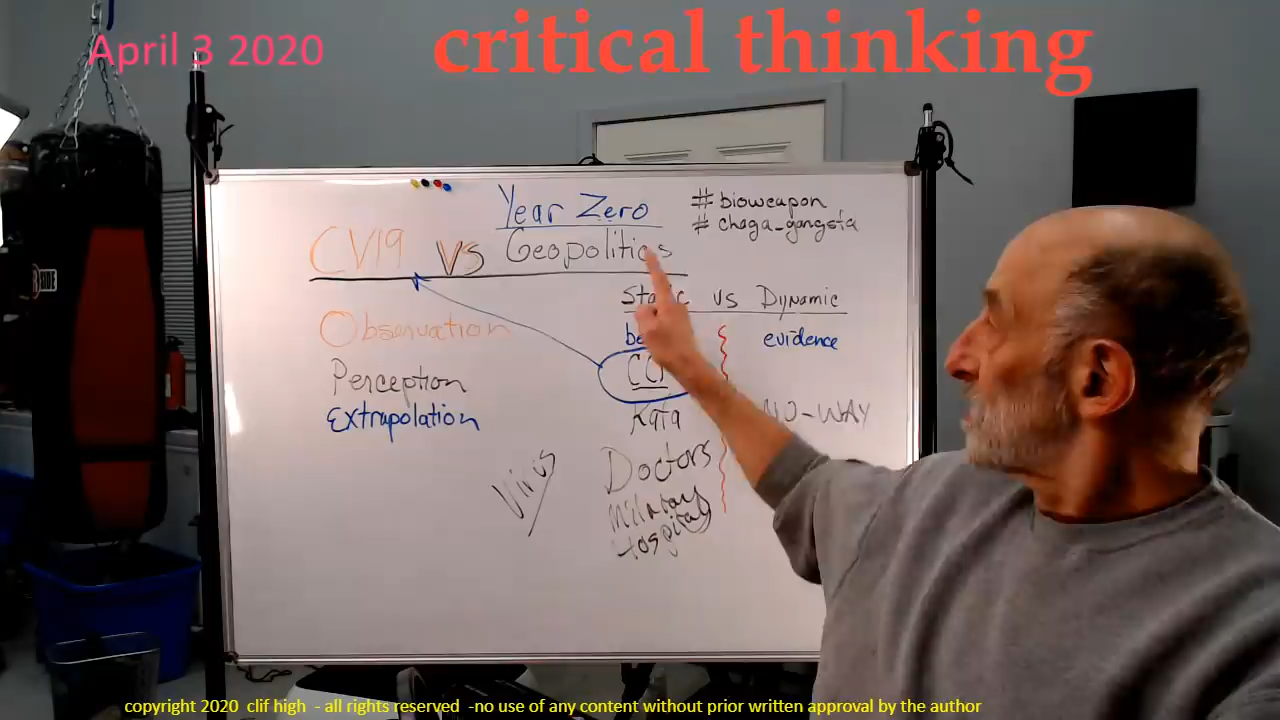 April 3 2020
critical thinking
Year Zero
# bioweapon
# chaga-gangsta
CV19 VS Geopolitics
Static vs Dynamic
Observation
evidence
Perception
Kata
NO-WAY
Extrapolation
Virus
Doctors
Military
Hospital
copyright 2020 clif high - all rights reserved -no use of any content without prior written approval by the author